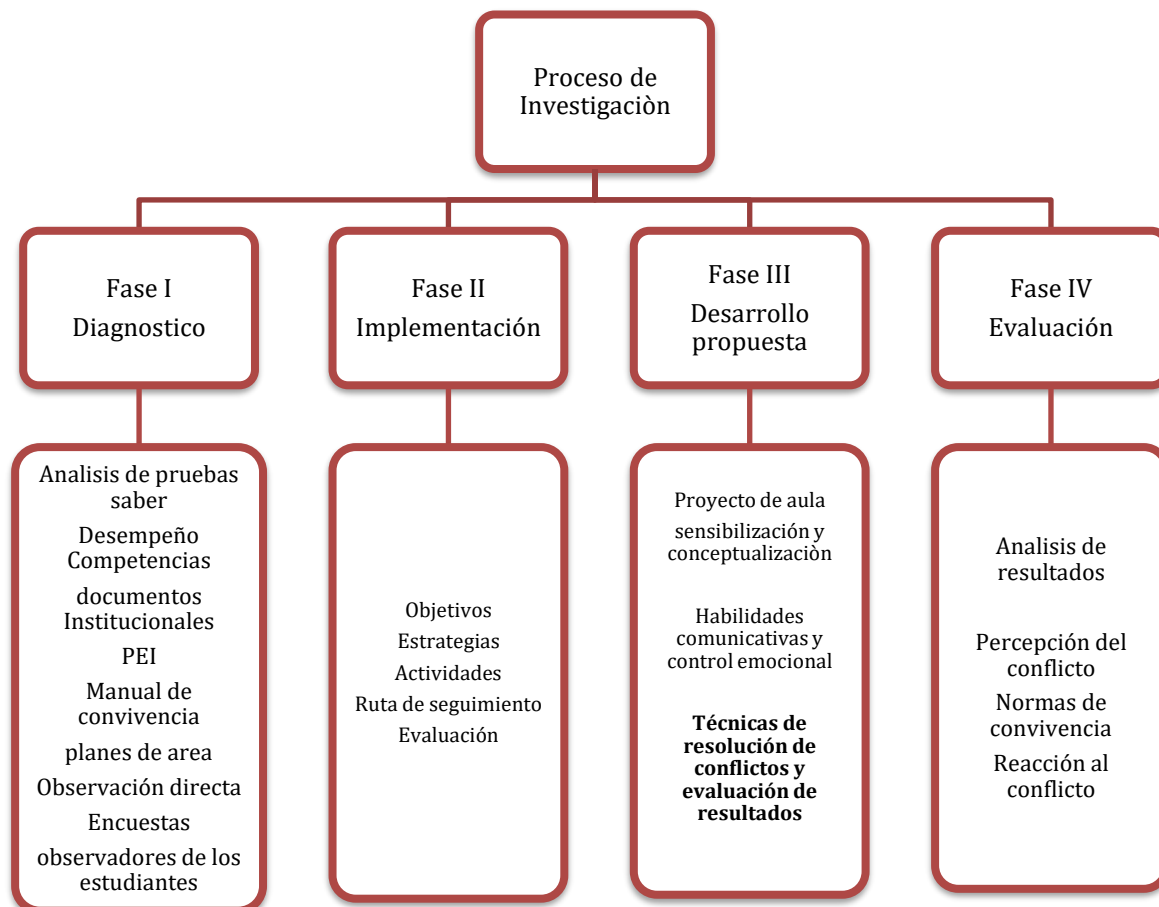 Proceso de
Investigaciòn
Fase I
Diagnostico
Fase II
Implementación
Fase III
Desarrollo
propuesta
Fase IV
Evaluación
Analisis de pruebas
saber
Desempeño
Competencias
documentos
Institucionales
PEI
Manual de
convivencia
planes de area
Observación directa
Encuestas
observadores de los
estudiantes
Objetivos
Estrategias
Actividades
Ruta de seguimiento
Evaluación
Proyecto de aula
sensibilización y
conceptualizaciòn
Habilidades
comunicativas y
control emocional
Técnicas de
resolución de
conflictos y
evaluación de
resultados
Analisis de
resultados
Percepción del
conflicto
Normas de
convivencia
Reacción al
conflicto